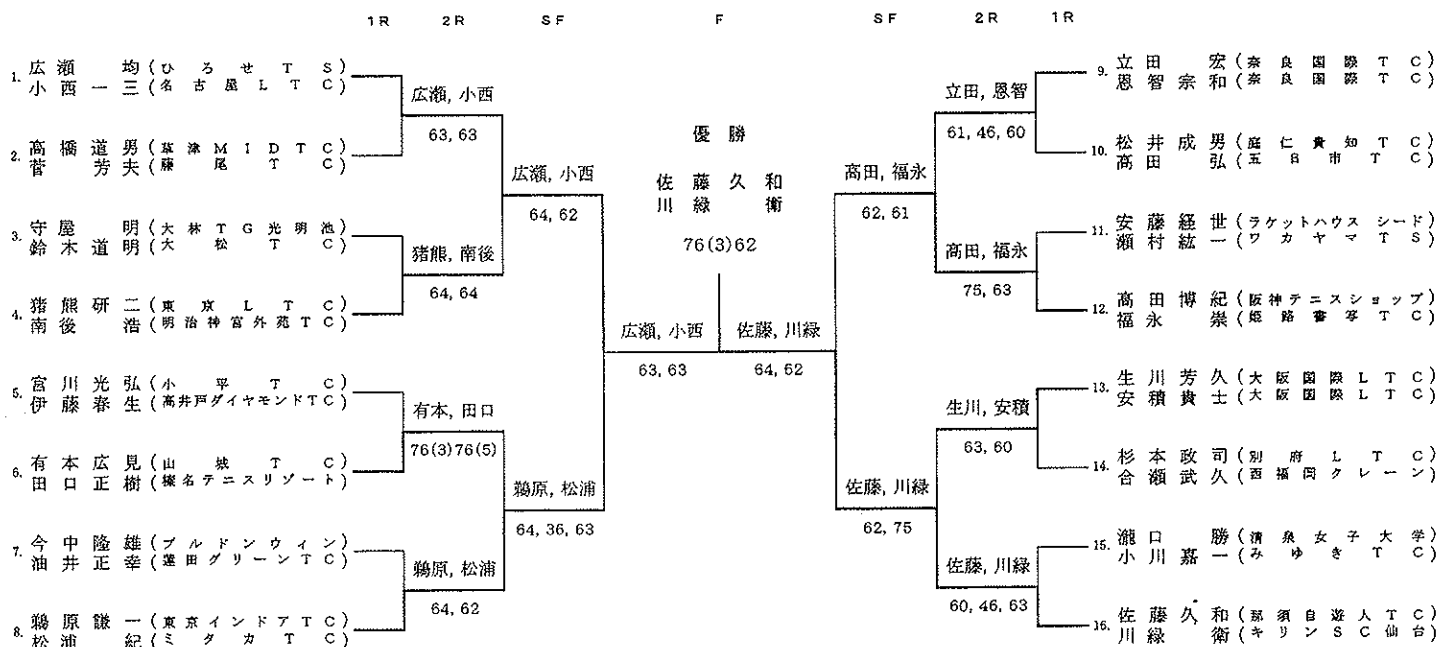 1R 2R SF F SF 2R 1R
1. 広瀬 均 (ひろせTS)
小西一三 (名古屋LTC)
2. 高橋道男 (草津MIDTC)
菅 芳夫 (藤尾TC)
3. 守屋 明 (大林TG光明池)
鈴木道明 (大松TC)
4. 猪熊研二 (東京LTC)
南後 浩 (明治神宮外苑TC)
5. 宮川光弘 (小平TC)
伊藤春生 (高井戸ダイヤモンドTC)
6. 有本広見 (山城TC)
田口正樹 (榛名テニスリゾート)
7. 今中隆雄 (ブルドンウィン)
油井正幸 (蓮田グリーンTC)
8. 鵜原謙一 (東京インドアTC)
松浦 紀 (ミタカTC)
広瀬, 小西
63, 63
猪熊, 南後
64, 64
有本, 田口
76(3)76(5)
鵜原, 松浦
64, 62
広瀬, 小西
64, 62
鵜原, 松浦
64, 36, 63
広瀬, 小西
63, 63
優勝
佐藤久和
川緑 衛
76(3)62
佐藤, 川緑
64, 62
高田, 福永
62, 61
佐藤, 川緑
62, 75
立田, 恩智
61, 46, 60
高田, 福永
75, 63
生川, 安積
63, 60
佐藤, 川緑
60, 46, 63
9. 立田 宏 (奈良国際TC)
恩智宗和 (奈良国際TC)
10. 松井成男 (庭仁貴知TC)
高田 弘 (五日市TC)
11. 安藤経世 (ラケットハウス シード)
瀬村紘一 (ワカヤマTS)
12. 高田博紀 (阪神テニスショップ)
福永 崇 (姫路書写TC)
13. 生川芳久 (大阪国際LTC)
安積貴士 (大阪国際LTC)
14. 杉本政司 (別府LTC)
合瀬武久 (西福岡クレーン)
15. 瀧口 勝 (清泉女子大学)
小川嘉一 (みゆきTC)
16. 佐藤久和 (那須自遊人TC)
川緑 衛 (キリンSC仙台)